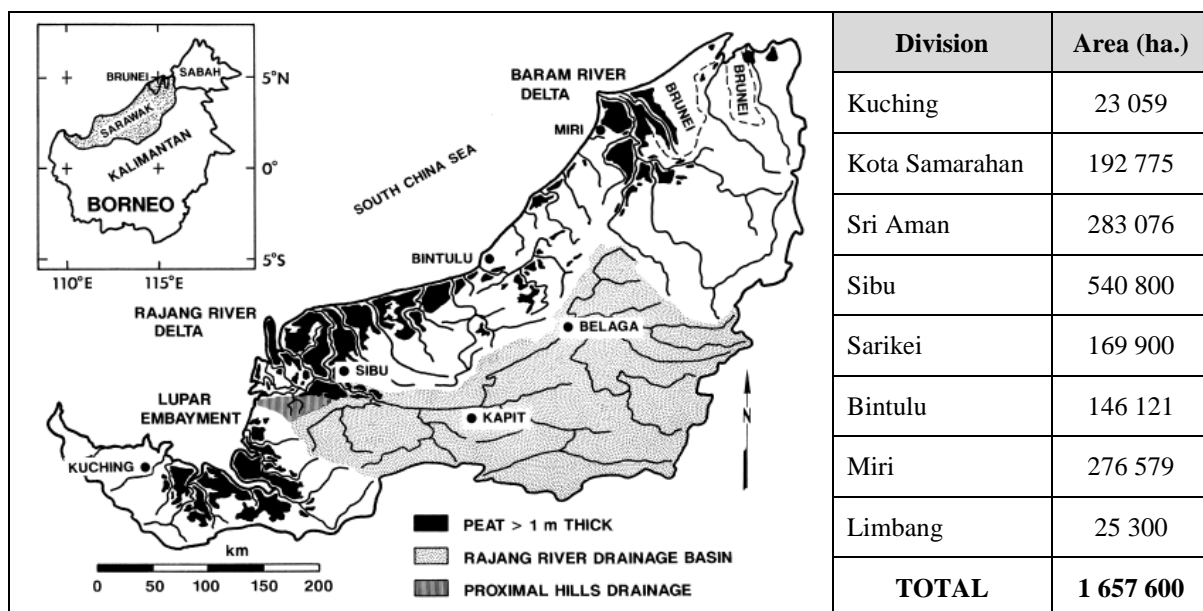 BRUNEI
SABAH
SARAWAK
KALIMANTAN
BORNEO
5°N
0°
5°S
110°E
115°E
BARAM RIVER
DELTA
BRUNEI
BRUNEI
MIRI
SOUTH CHINA SEA
BINTULU
RAJANG RIVER
DELTA
BELAGA
SIBU
LUPAR
EMBAYMENT
KAPIT
N
KUCHING
PEAT > 1 m THICK
RAJANG RIVER DRAINAGE BASIN
PROXIMAL HILLS DRAINAGE
km
0 50 100 150 200
Division Area (ha.)
Kuching 23 059
Kota Samarahan 192 775
Sri Aman 283 076
Sibu 540 800
Sarikei 169 900
Bintulu 146 121
Miri 276 579
Limbang 25 300
TOTAL 1 657 600